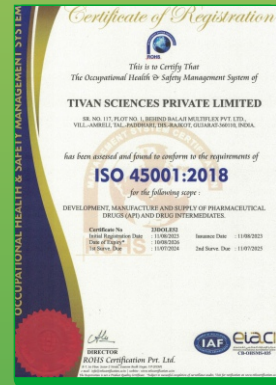 Certificate of Registration
ROHS
This is to Certify That
The Occupational Health & Safety Management System of
TIVAN SCIENCES PRIVATE LIMITED
SR. NO. 117, PLOT NO. 1, BEHIND BALAJI MULTIFLEX PVT. LTD.,
VILL.-AMRELI, TAL. PADDHARI, DIS.-RAJKOT, GUJARAT-360110, INDIA.
has been assessed and found to conform to the requirements of
ISO 45001:2018
for the following scope :
DEVELOPMENT, MANUFACTURE AND SUPPLY OF PHARMACEUTICAL
DRUGS (API) AND DRUG INTERMEDIATES.
Certificate No : 23DOLE52
Initial Registration Date : 11/08/2023 Issuance Date : 11/08/2023
Date of Expiry* : 10/08/2026
1st Surve. Due : 11/07/2024 2nd Surve. Due : 11/07/2025
OCCUPATIONAL HEALTH & SAFETY MANAGEMENT SYSTEM
ROHS
DIRECTOR
ROHS Certification Pvt. Ltd.
IAF